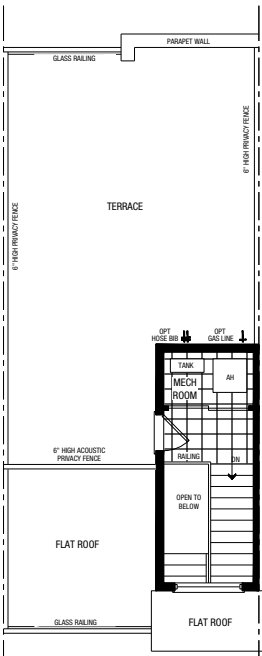 PARAPET WALL
GLASS RAILING
6" HIGH PRIVACY FENCE
TERRACE
6" HIGH PRIVACY FENCE
OPT
HOSE BIB
OPT
GAS LINE
TANK
AH
MECH
ROOM
6" HIGH ACOUSTIC
PRIVACY FENCE
RAILING
DN
OPEN TO
BELOW
FLAT ROOF
GLASS RAILING
FLAT ROOF